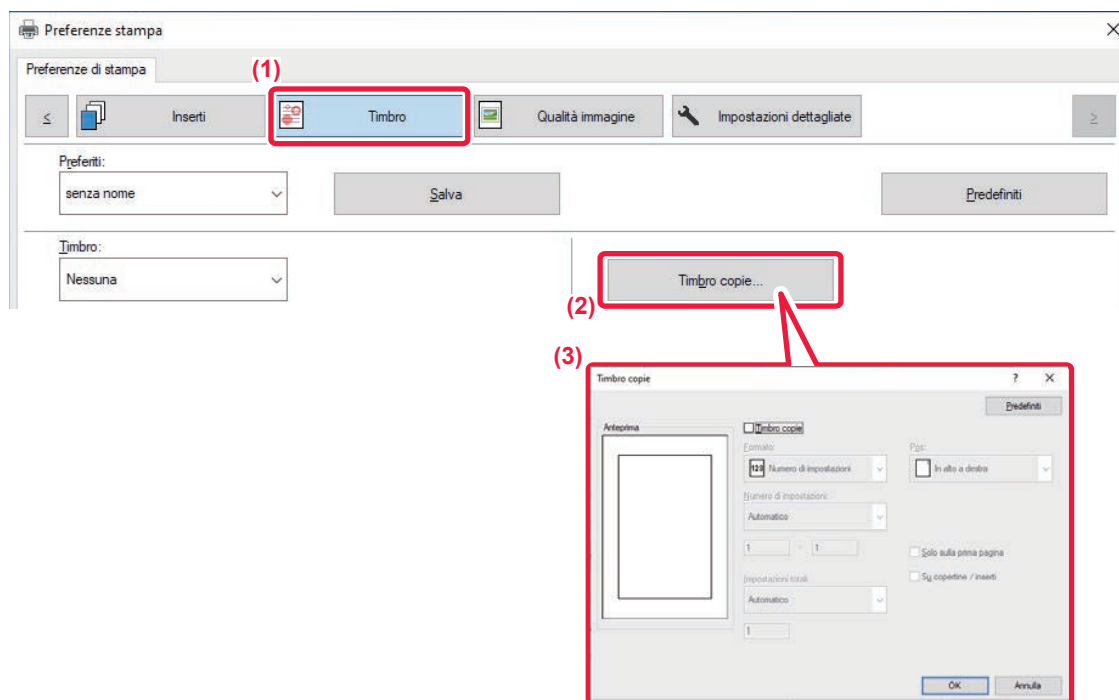 Preferenze stampa
Preferenze di stampa
(1)
<
Inserti
Timbro
Qualità immagine
Impostazioni dettagliate
>
Preferiti:
senza nome
Salva
Predefiniti
Timbro:
Nessuna
Timbro copie...
(2)
(3)
Timbro copie
?
Predefiniti
Anteprima
Timbro copie
Formato:
Pos:
123 Numero di impostazioni
In alto a destra
Numero di impostazioni:
Automatico
1 - 1
Solo sulla prima pagina
Su copertine / inserti
Impostazioni totali:
Automatico
1
OK
Annulla